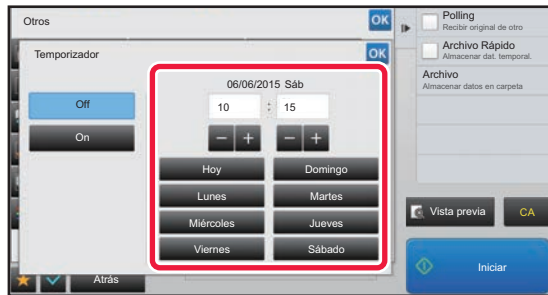 Otros
OK
Temporizador
OK
06/06/2015 Sáb
10 : 15
Off
On
Hoy
Domingo
Lunes
Martes
Miércoles
Jueves
Viernes
Sábado
Atrás
Polling
Recibir original de otro
Archivo Rápido
Almacenar dat. temporal.
Archivo
Almacenar datos en carpeta
Vista previa
CA
Iniciar